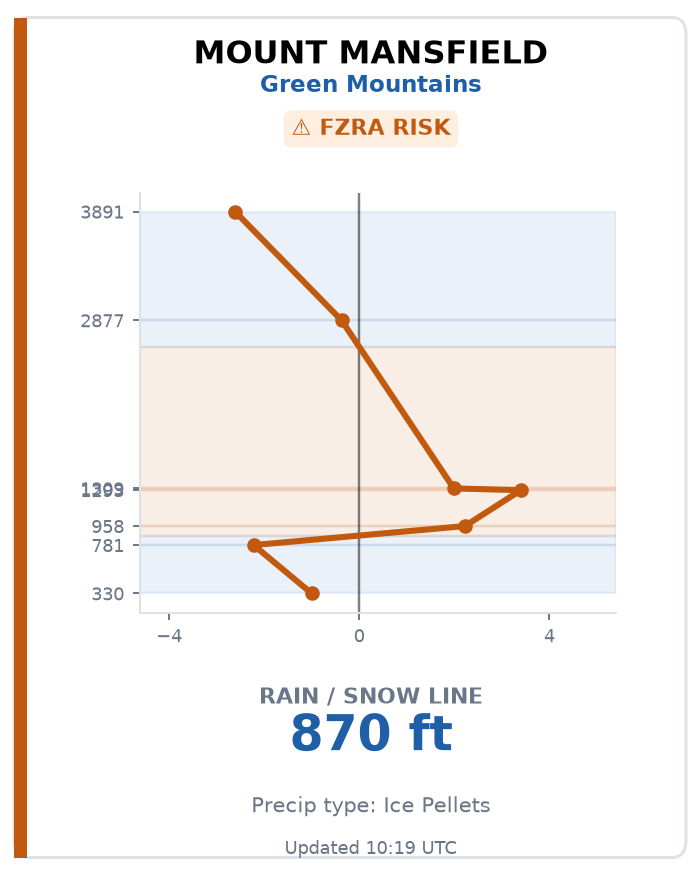 MOUNT MANSFIELD
Green Mountains
⚠ FZRA RISK
3891
2877
1309
958
781
330
−4 0 4
RAIN / SNOW LINE
870 ft
Precip type: Ice Pellets
Updated 10:19 UTC